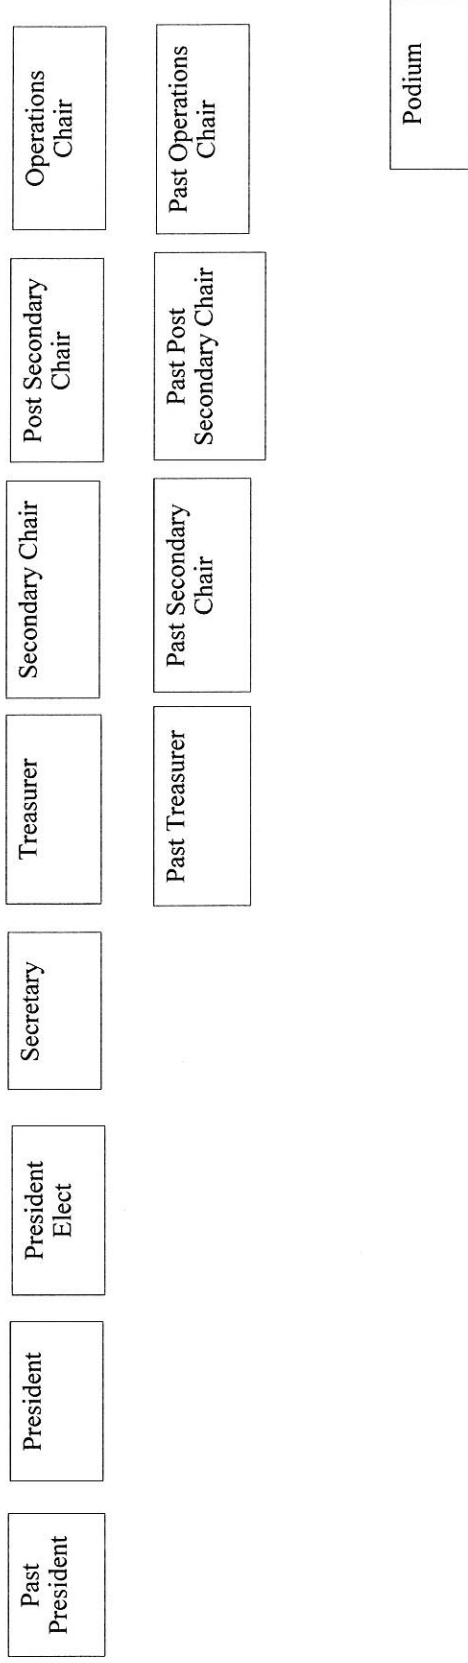 Past
President
President
President
Elect
Secretary
Treasurer
Secondary Chair
Post Secondary
Chair
Operations
Chair
Past Treasurer
Past Secondary
Chair
Past Post
Secondary Chair
Past Operations
Chair
Podium